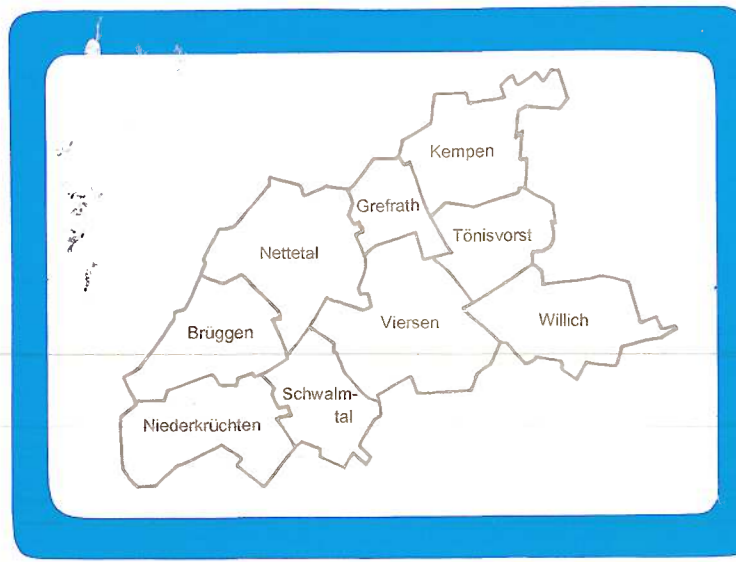 Kempen
Grefrath
Tönisvorst
Nettetal
Viersen
Willich
Brüggen
Schwalm-
tal
Niederkrüchten